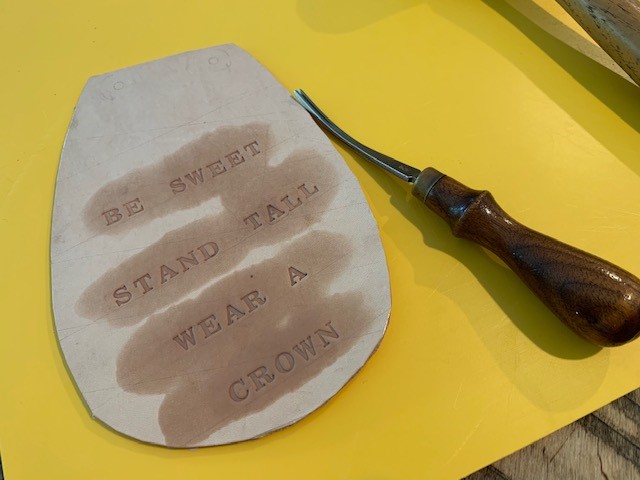 BE SWEET
STAND TALL
WEAR A
CROWN